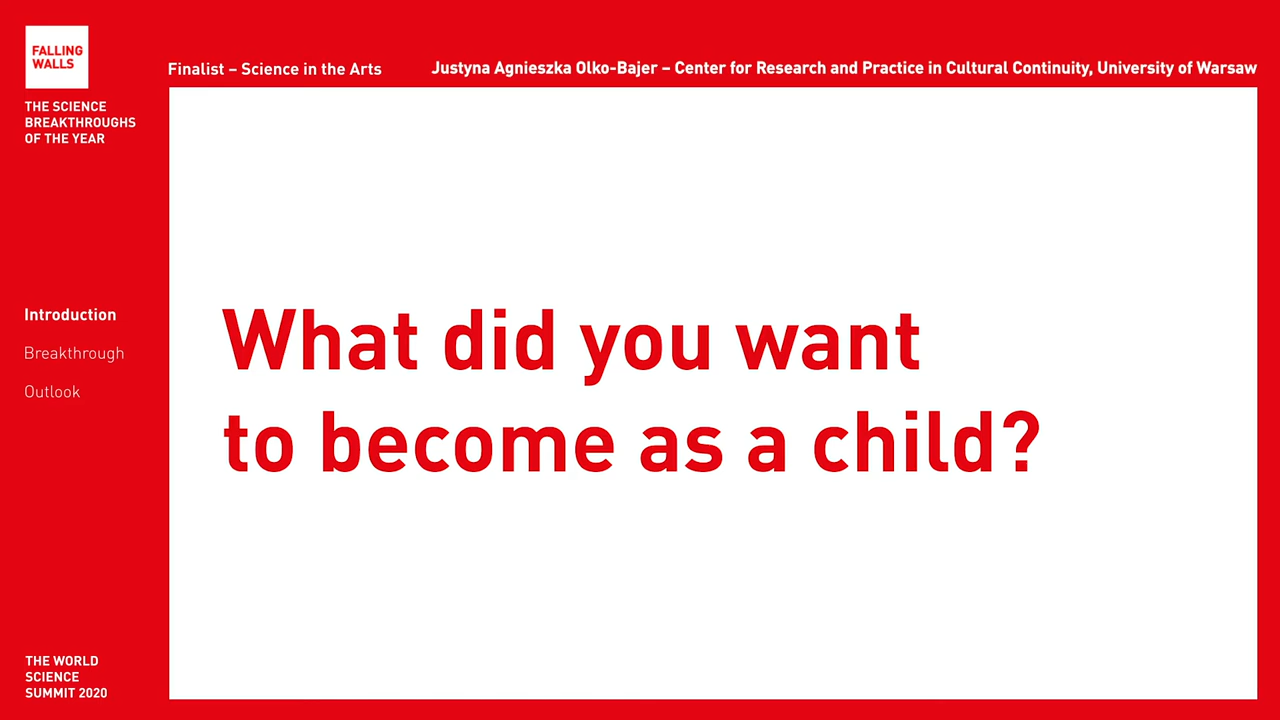 FALLING
WALLS
THE SCIENCE
BREAKTHROUGHS
OF THE YEAR
Finalist – Science in the Arts
Justyna Agnieszka Olko-Bajer – Center for Research and Practice in Cultural Continuity, University of Warsaw
Introduction
Breakthrough
Outlook
What did you want
to become as a child?
THE WORLD
SCIENCE
SUMMIT 2020